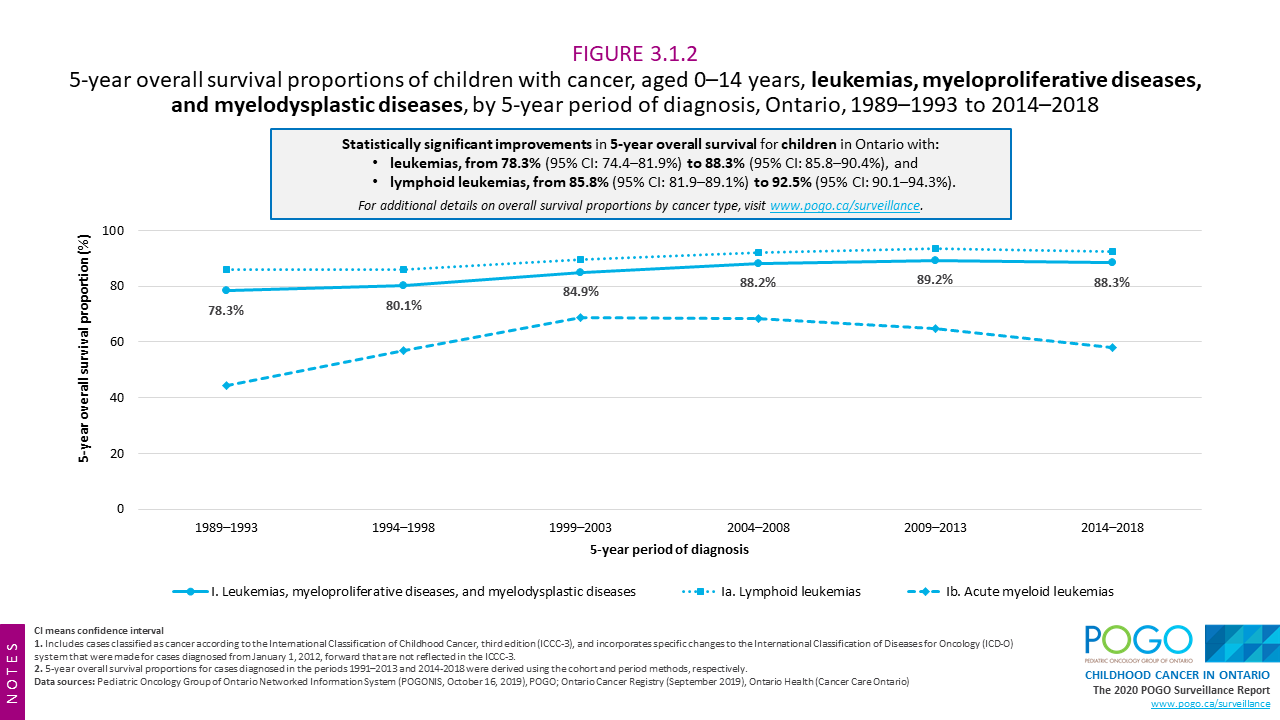 FIGURE 3.1.2
5-year overall survival proportions of children with cancer, aged 0–14 years, leukemias, myeloproliferative diseases,
and myelodysplastic diseases, by 5-year period of diagnosis, Ontario, 1989–1993 to 2014–2018
Statistically significant improvements in 5-year overall survival for children in Ontario with:
• leukemias, from 78.3% (95% CI: 74.4–81.9%) to 88.3% (95% CI: 85.8–90.4%), and
• lymphoid leukemias, from 85.8% (95% CI: 81.9–89.1%) to 92.5% (95% CI: 90.1–94.3%).
For additional details on overall survival proportions by cancer type, visit www.pogo.ca/surveillance.
5-year overall survival proportion (%)
100
80
60
40
20
0
78.3%
80.1%
84.9%
88.2%
89.2%
88.3%
1989–1993
1994–1998
1999–2003
2004–2008
2009–2013
2014–2018
5-year period of diagnosis
I. Leukemias, myeloproliferative diseases, and myelodysplastic diseases
Ia. Lymphoid leukemias
Ib. Acute myeloid leukemias
NOTES
CI means confidence interval
1. Includes cases classified as cancer according to the International Classification of Childhood Cancer, third edition (ICCC-3), and incorporates specific changes to the International Classification of Diseases for Oncology (ICD-O)
system that were made for cases diagnosed from January 1, 2012, forward that are not reflected in the ICCC-3.
2. 5-year overall survival proportions for cases diagnosed in the periods 1991–2013 and 2014-2018 were derived using the cohort and period methods, respectively.
Data sources: Pediatric Oncology Group of Ontario Networked Information System (POGONIS, October 16, 2019), POGO; Ontario Cancer Registry (September 2019), Ontario Health (Cancer Care Ontario)
POGO
PEDIATRIC ONCOLOGY GROUP OF ONTARIO
CHILDHOOD CANCER IN ONTARIO
The 2020 POGO Surveillance Report
www.pogo.ca/surveillance